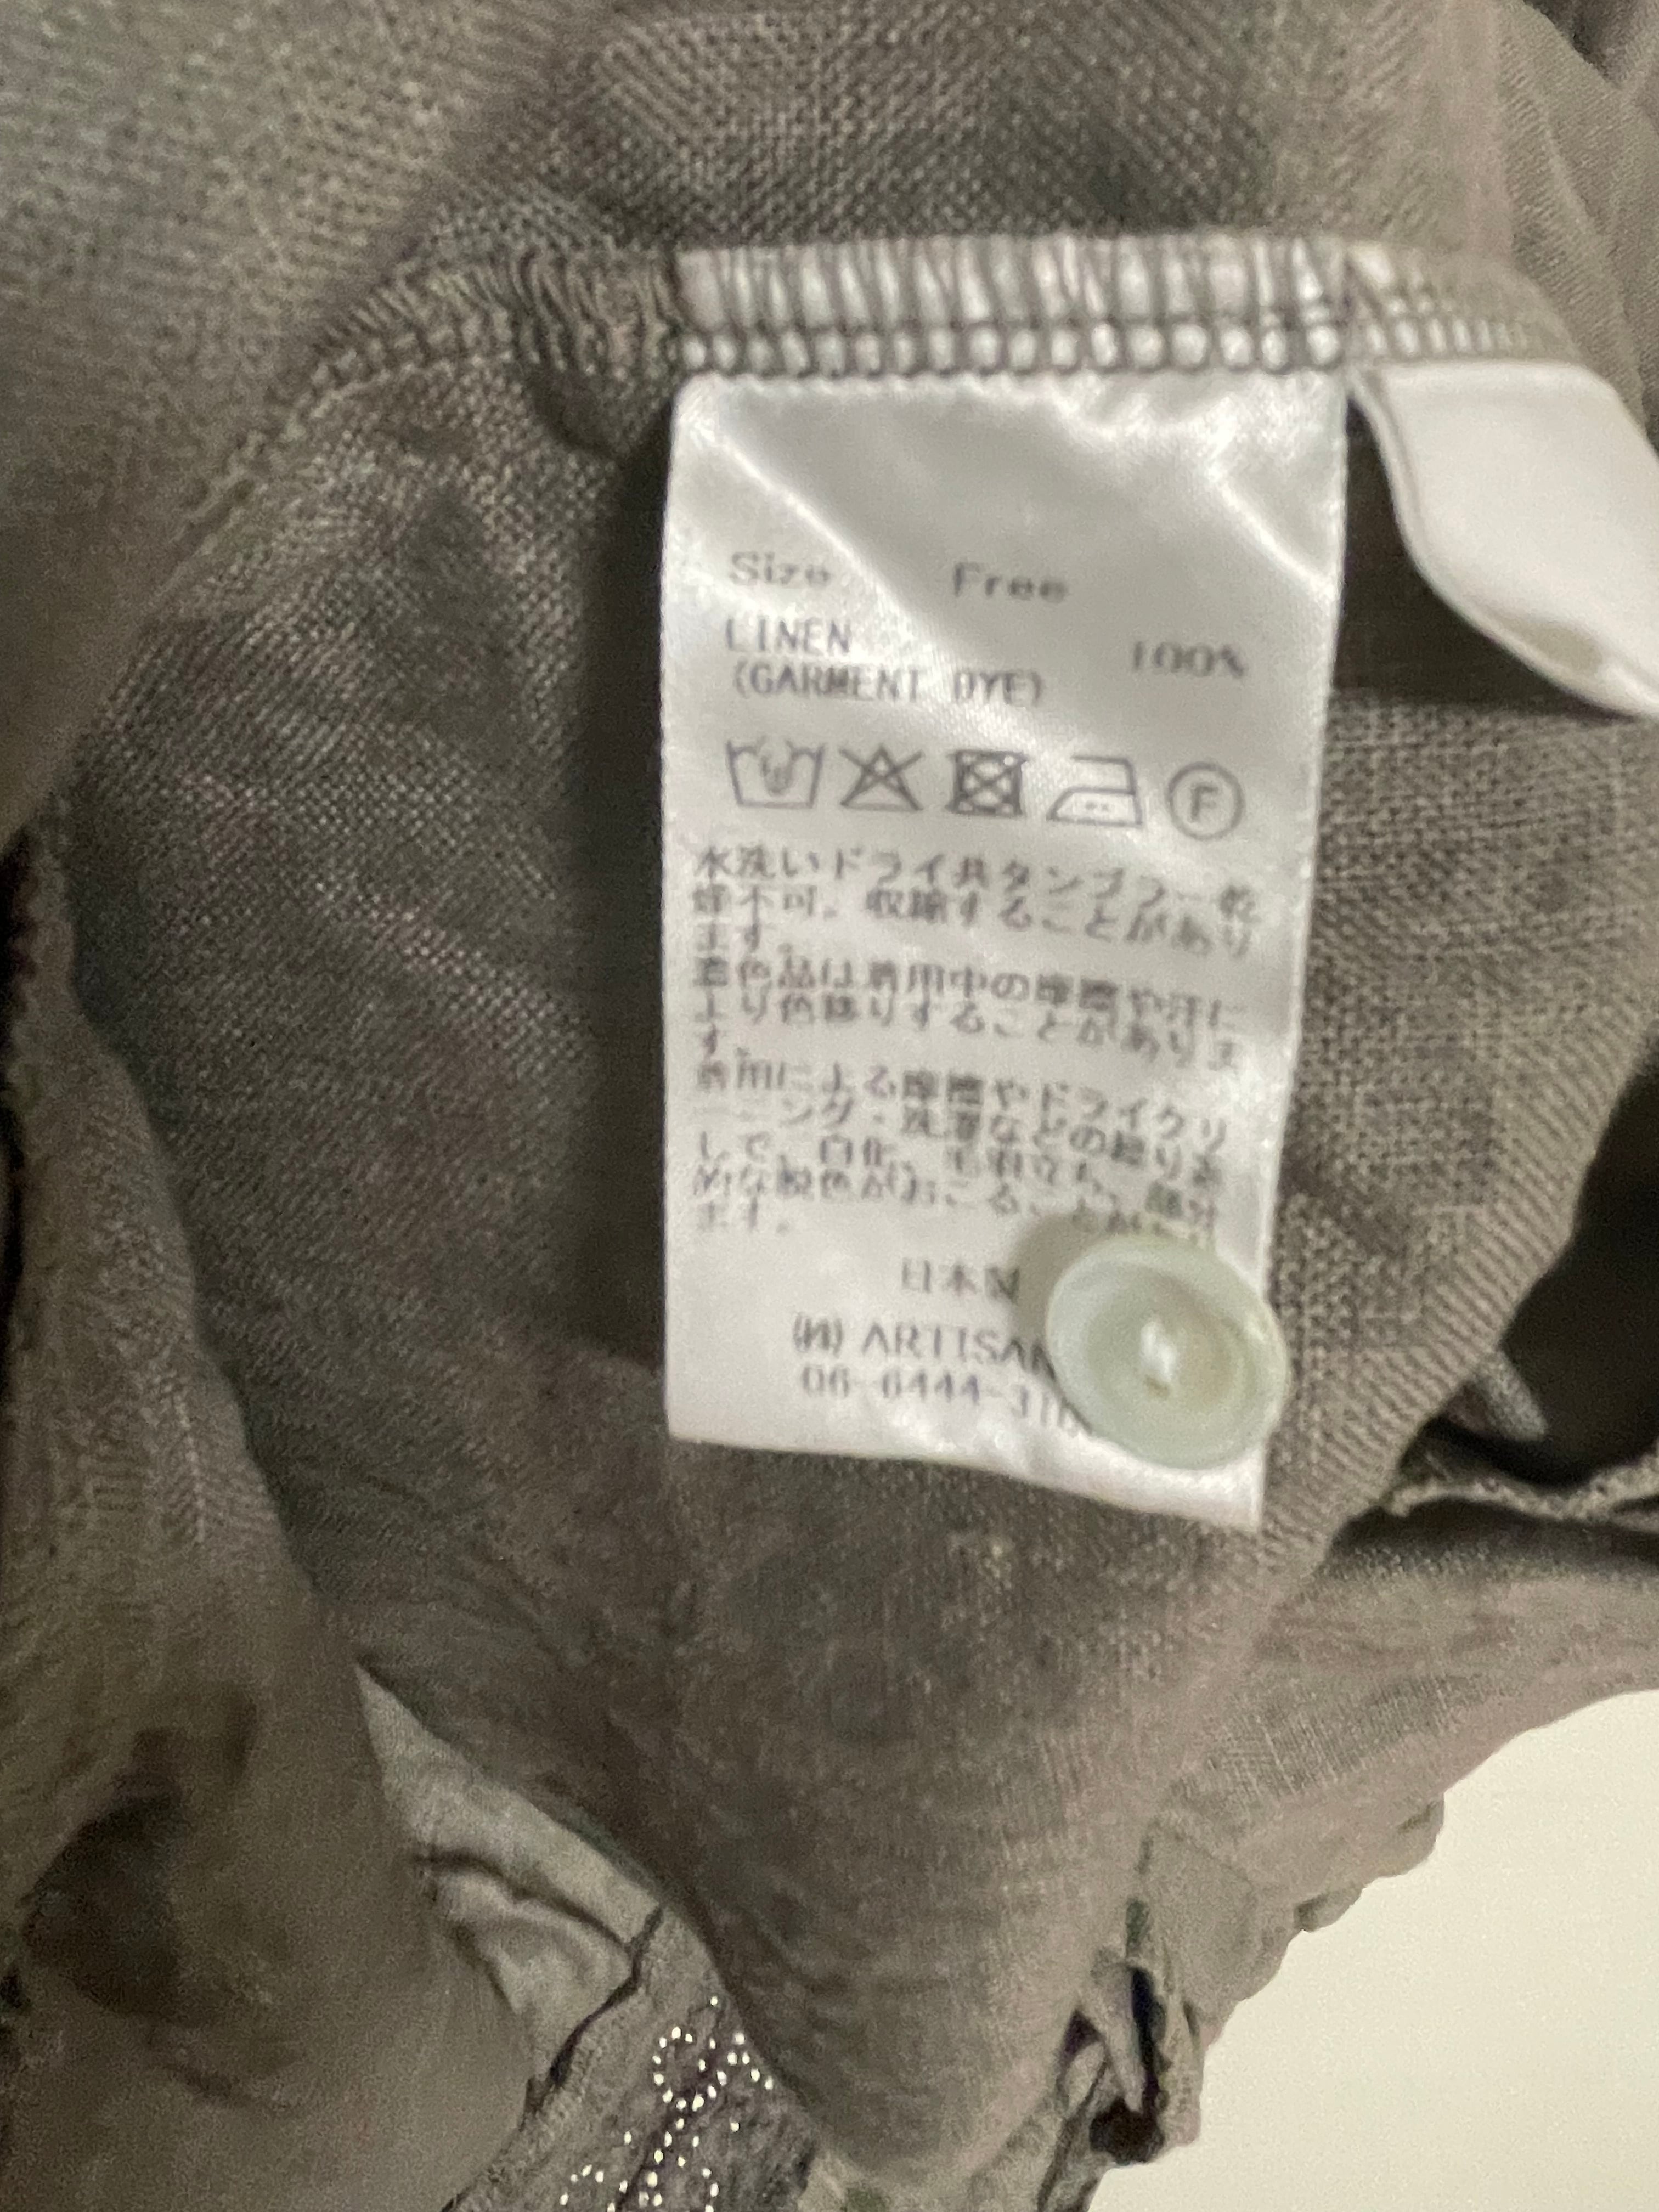 Size Free
LINEN 100%
(GARMENT DYE)
F
水洗いドライ共タンブラー乾
燥不可。収縮することがあり
ます。
濃色品は着用中の摩擦や汗に
より色移りすることがありま
す。
着用による摩擦やドライクリ
ーニング・洗濯などの繰り返
しで、白化、毛羽立ち、部分
的な脱色がおこること
ます。
日本製
㈱ ARTISAN
06-6444-31